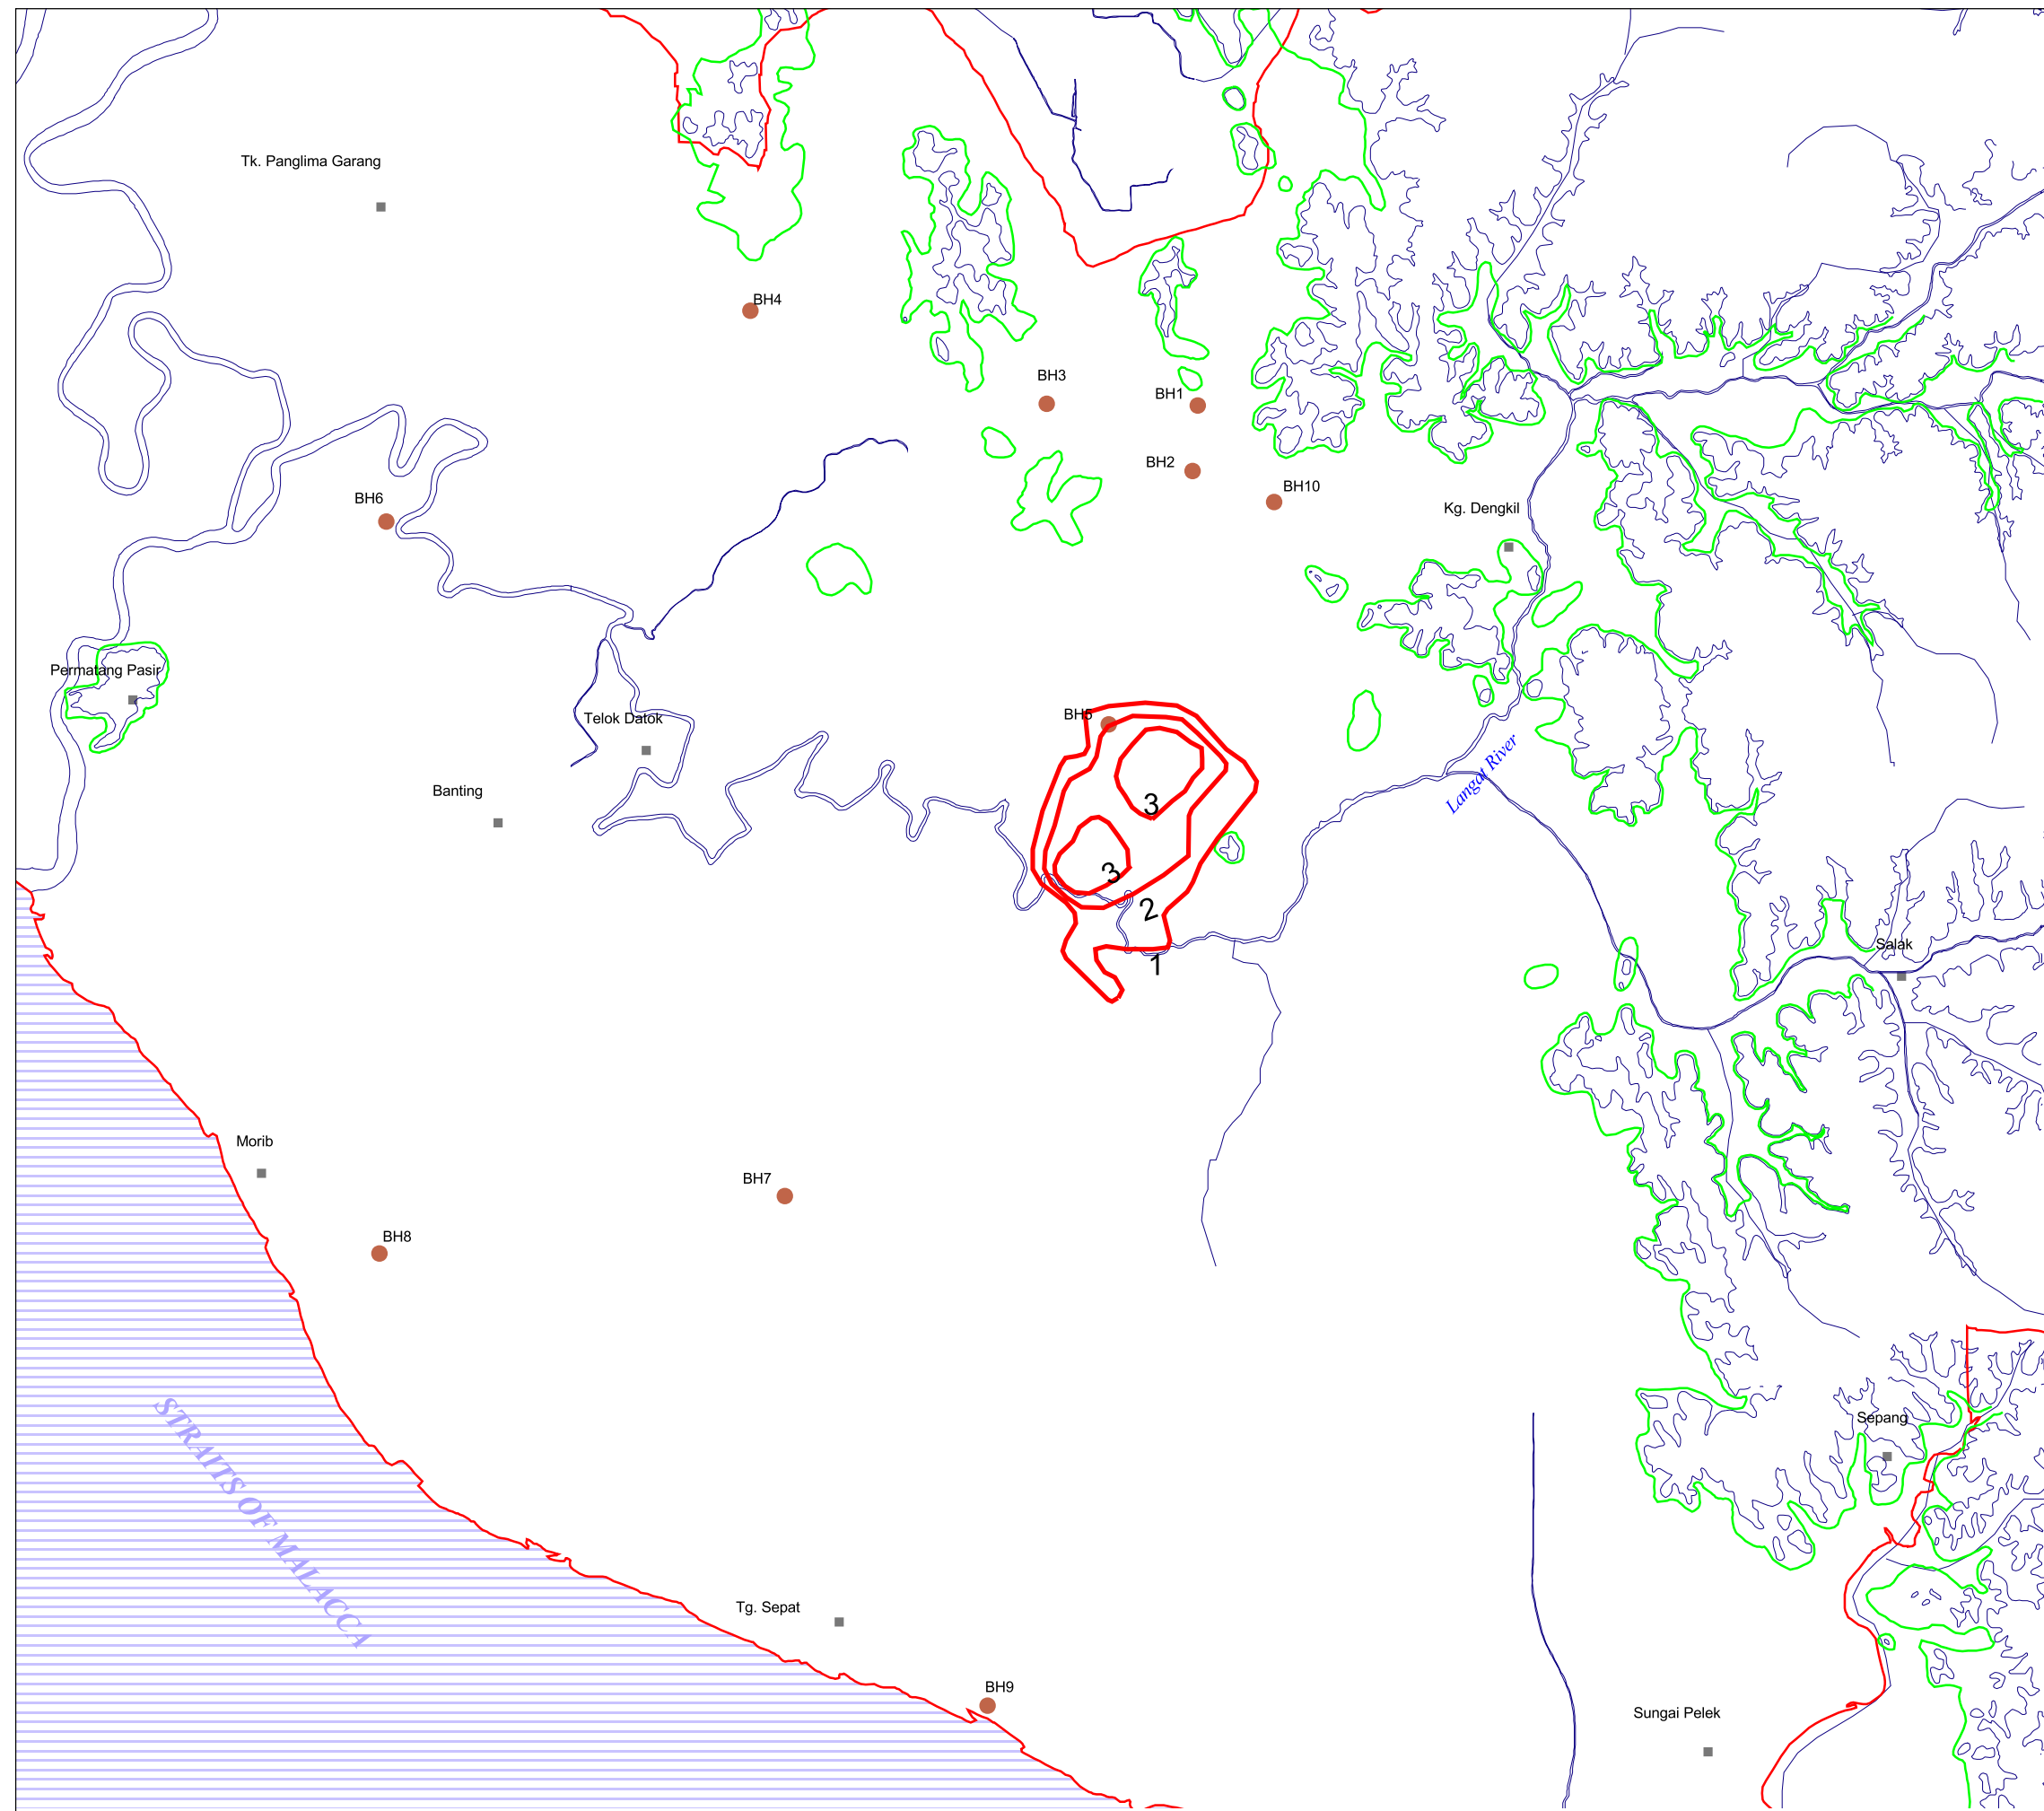 Tk. Panglima Garang
BH4
BH3
BH1
BH2
BH10
BH6
Kg. Dengkil
Permatang Pasir
Telok Datok
BH5
Langat River
Banting
3
3
2
1
Salak
Morib
BH7
BH8
STRAITS OF MALACCA
Sepang
Tg. Sepat
BH9
Sungai Pelek